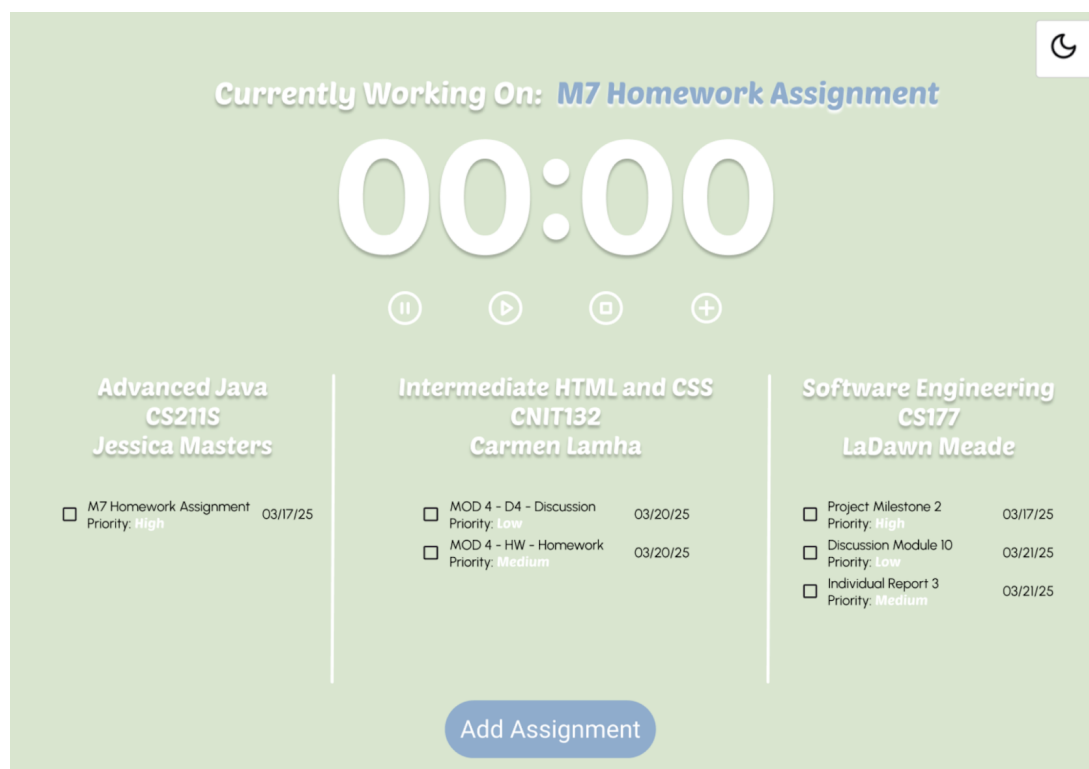 Currently Working On: M7 Homework Assignment
00:00
Advanced Java
CS211S
Jessica Masters
M7 Homework Assignment 03/17/25
Priority: High
Intermediate HTML and CSS
CNIT132
Carmen Lamha
MOD 4 - D4 - Discussion 03/20/25
Priority: Low
MOD 4 - HW - Homework 03/20/25
Priority: Medium
Software Engineering
CS177
LaDawn Meade
Project Milestone 2 03/17/25
Priority: High
Discussion Module 10 03/21/25
Priority: Low
Individual Report 3 03/21/25
Priority: Medium
Add Assignment